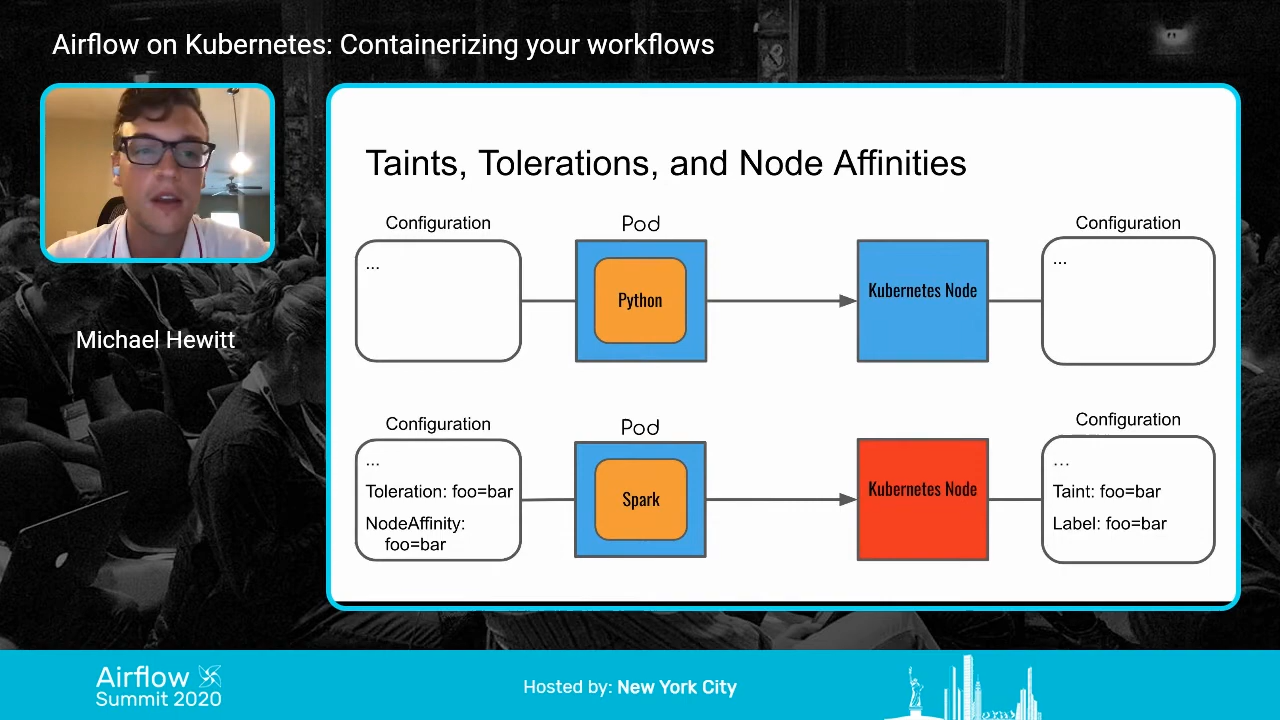 Airflow on Kubernetes: Containerizing your workflows
Michael Hewitt
Taints, Tolerations, and Node Affinities
Configuration
Pod
Configuration
...
Python
Kubernetes Node
...
Configuration
Pod
Configuration
...
Toleration: foo=bar
NodeAffinity:
foo=bar
Spark
Kubernetes Node
...
Taint: foo=bar
Label: foo=bar
Airflow
Summit 2020
Hosted by: New York City